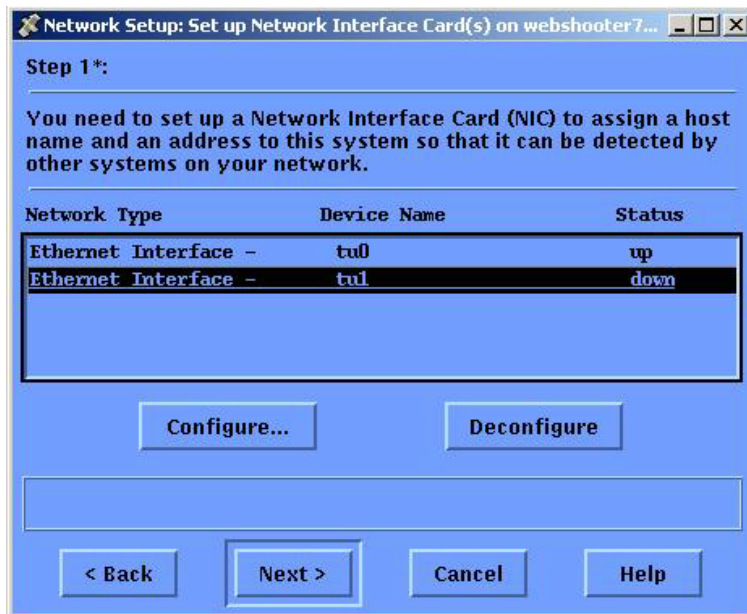 Network Setup: Set up Network Interface Card(s) on webshooter7...
Step 1*:
You need to set up a Network Interface Card (NIC) to assign a host
name and an address to this system so that it can be detected by
other systems on your network.
Network Type Device Name Status
Ethernet Interface - tu0 up
Ethernet Interface - tu1 down
Configure... Deconfigure
< Back Next > Cancel Help